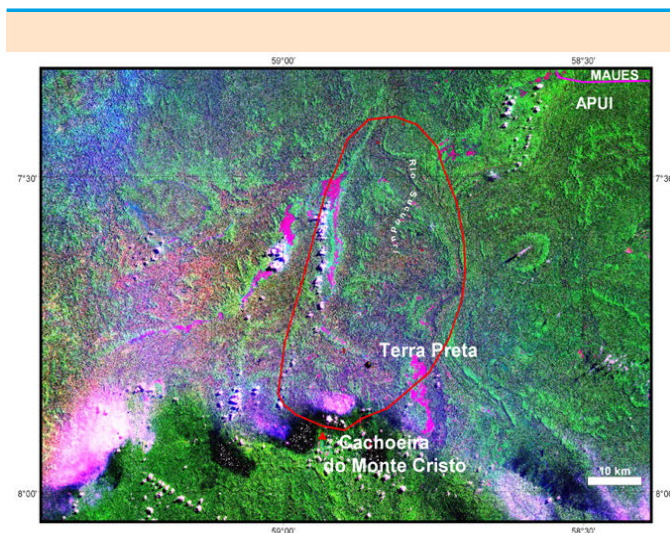 59°00'
58°30'
MAUES
APUI
7°30'
7°30'
Rio Sucunduri
Terra Preta
Cachoeira
do Monte Cristo
10 km
8°00'
8°00'
59°00'
58°30'